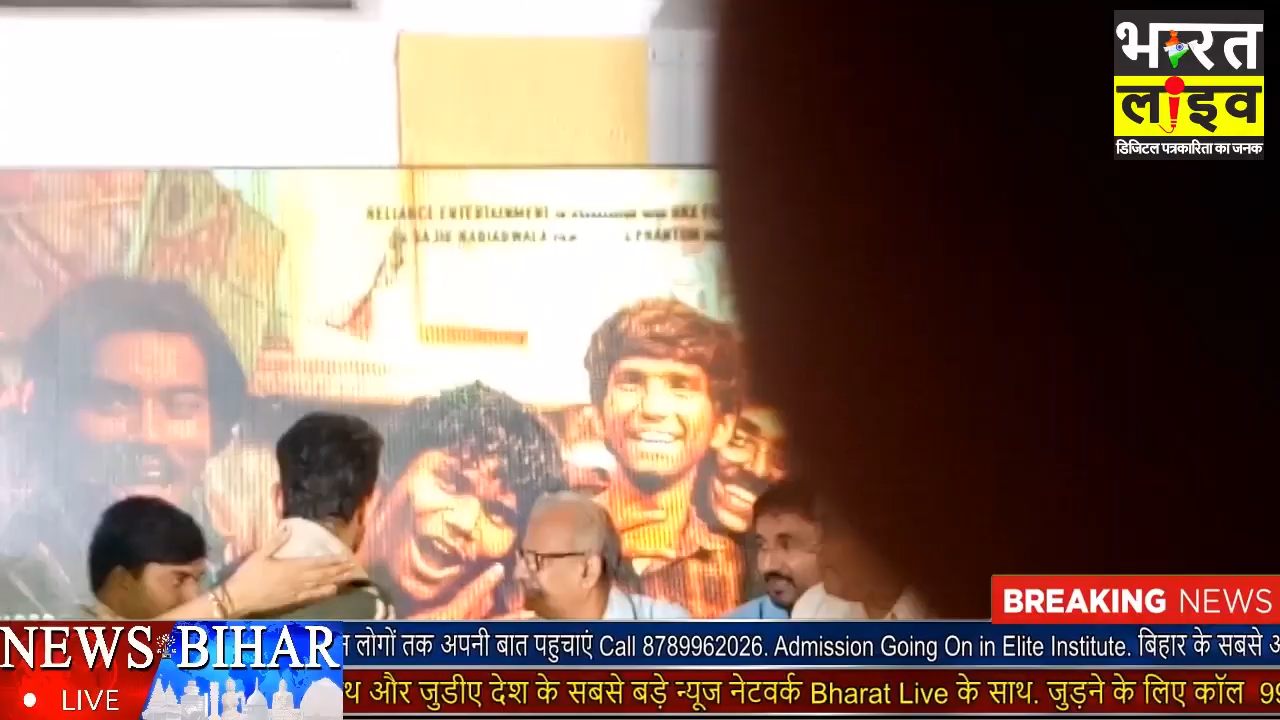 भारत
लाइव
डिजिटल पत्रकारिता का जनक
RELIANCE ENTERTAINMENT
SAJID NADIADWALA
PHANTOM
BREAKING NEWS
NEWS BIHAR
LIVE
लोगों तक अपनी बात पहुचाएं Call 8789962026. Admission Going On in Elite Institute. बिहार के सबसे
और जुडीए देश के सबसे बड़े न्यूज नेटवर्क Bharat Live के साथ. जुड़ने के लिए कॉल